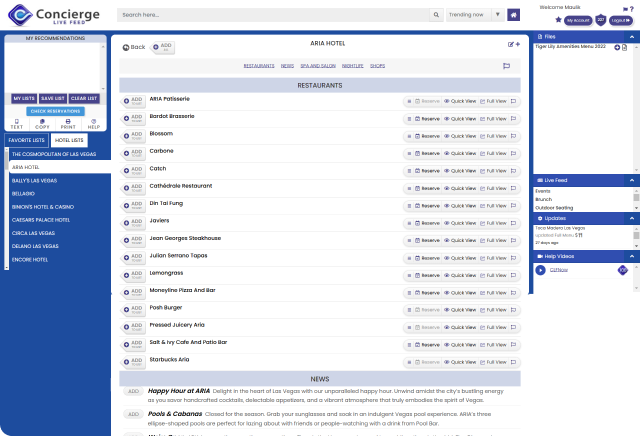 Concierge
LIVE FEED
Search here...
Trending now
Welcome Maulik
My Account
207
Logout
MY RECOMMENDATIONS
MY LISTS
SAVE LIST
CLEAR LIST
CHECK RESERVATIONS
TEXT
COPY
PRINT
HELP
FAVORITE LISTS
HOTEL LISTS
THE COSMOPOLITAN OF LAS VEGAS
ARIA HOTEL
BALLY'S LAS VEGAS
BELLAGIO
BINION'S HOTEL & CASINO
CAESARS PALACE HOTEL
CIRCA LAS VEGAS
DELANO LAS VEGAS
ENCORE HOTEL
Back
ADD
ARIA HOTEL
RESTAURANTS
NEWS
SPA AND SALON
NIGHTLIFE
SHOPS
RESTAURANTS
ADD ARIA Patisserie Reserve Quick View Full View
ADD Bardot Brasserie Reserve Quick View Full View
ADD Blossom Reserve Quick View Full View
ADD Carbone Reserve Quick View Full View
ADD Catch Reserve Quick View Full View
ADD Cathédrale Restaurant Reserve Quick View Full View
ADD Din Tai Fung Reserve Quick View Full View
ADD Javiers Reserve Quick View Full View
ADD Jean Georges Steakhouse Reserve Quick View Full View
ADD Julian Serrano Tapas Reserve Quick View Full View
ADD Lemongrass Reserve Quick View Full View
ADD Moneyline Pizza And Bar Reserve Quick View Full View
ADD Posh Burger Reserve Quick View Full View
ADD Pressed Juicery Aria Reserve Quick View Full View
ADD Salt & Ivy Cafe And Patio Bar Reserve Quick View Full View
ADD Starbucks Aria Reserve Quick View Full View
NEWS
ADD Happy Hour at ARIA Delight in the heart of Las Vegas with our unparalleled happy hour. Unwind amidst the city's bustling energy
as you savor handcrafted cocktails, delectable appetizers, and a vibrant atmosphere that truly embodies the spirit of Vegas.
ADD Pools & Cabanas Closed for the season. Grab your sunglasses and soak in an indulgent Vegas pool experience. ARIA's three
ellipse-shaped pools are perfect for lazing about with friends or people-watching with a drink from Pool Bar.
Files
Tiger Lily Amenities Menu 2022
Live Feed
Events
Brunch
Outdoor Seating
Updates
Toca Madera Las Vegas
updated Full Menu
27 days ago
Help Videos
CLFNow